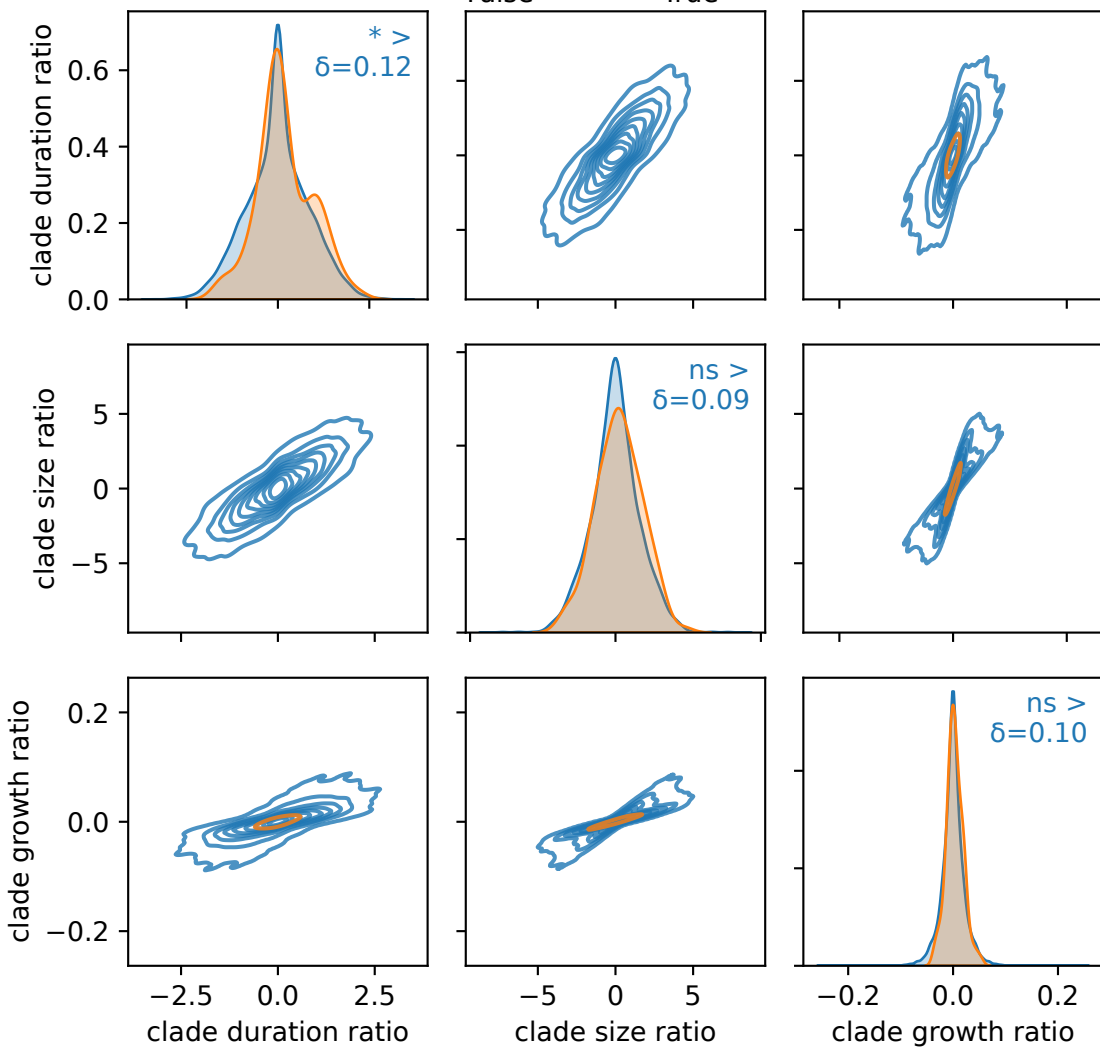 clade duration ratio
0.6
0.4
0.2
0.0
* >
δ=0.12
clade size ratio
5
0
−5
ns >
δ=0.09
clade growth ratio
0.2
0.0
−0.2
ns >
δ=0.10
−2.5 0.0 2.5
−5 0 5
−0.2 0.0 0.2
clade duration ratio
clade size ratio
clade growth ratio